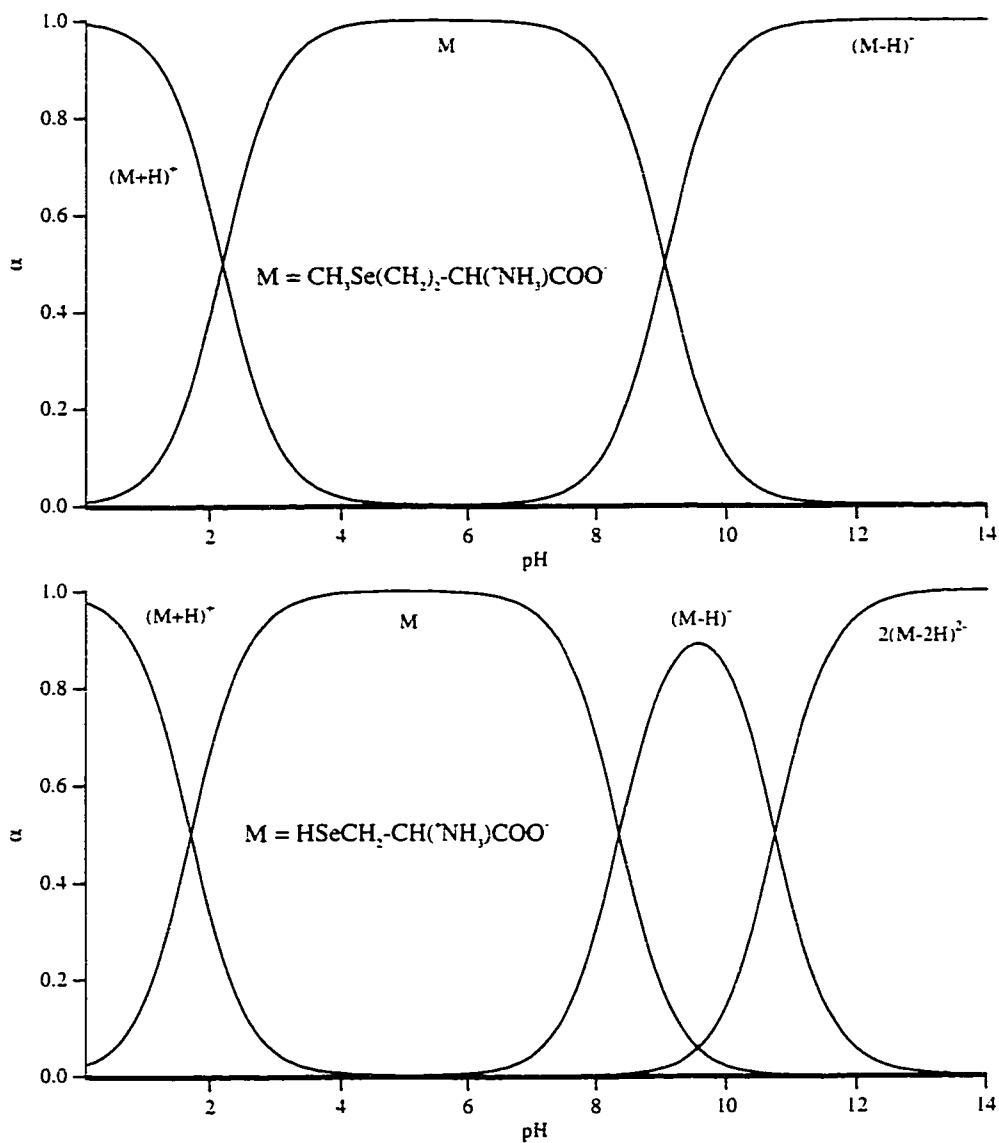 1.0
M
(M-H)⁻
0.8
(M+H)⁺
0.6
α
M = CH₃Se(CH₂)₂-CH(⁺NH₃)COO⁻
0.4
0.2
0.0
2 4 6 8 10 12 14
pH
1.0
(M+H)⁺
M
(M-H)⁻
2(M-2H)²⁻
0.8
0.6
α
M = HSeCH₂-CH(⁺NH₃)COO⁻
0.4
0.2
0.0
2 4 6 8 10 12 14
pH